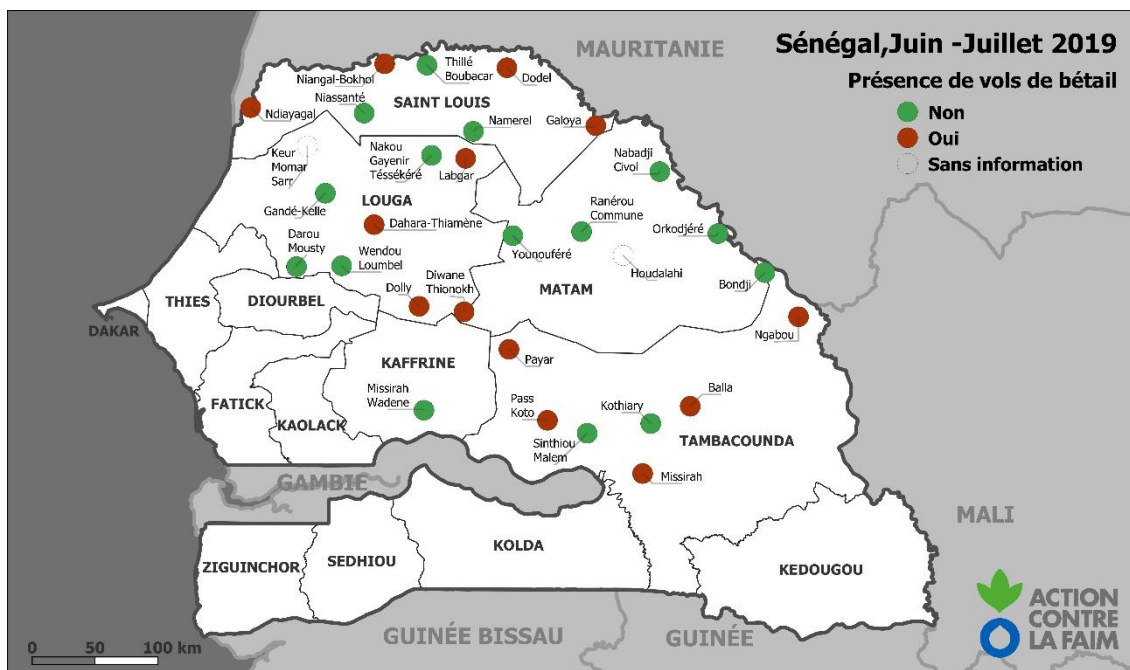 MAURITANIE
Sénégal,Juin -Juillet 2019
Présence de vols de bétail
Non
Oui
Sans information
Niangal-Bokhol
Thillé
Boubacar
Dodel
Niassanté
SAINT LOUIS
Ndiayagal
Namerel
Galoya
Keur
Momar
Sarr
Nakou
Gayenir
Téssékéré
Labgar
Nabadji
Civol
Gandé-Kelle
LOUGA
Ranérou
Commune
Dahara-Thiamène
Orkodjéré
Darou
Mousty
Wendou
Loumbel
Younouféré
Houdalahi
Diwane
Thionokh
Dolly
MATAM
Bondji
THIES
DIOURBEL
DAKAR
Ngabou
KAFFRINE
Payar
Missirah
Wadene
Pass
Koto
Kothiary
Balla
FATICK
KAOLACK
Sinthiou
Malem
TAMBACOUNDA
Missirah
GAMBIE
MALI
ZIGUINCHOR
SEDHIOU
KOLDA
KEDOUGOU
GUINÉE BISSAU
GUINÉE
0 50 100 km
ACTION
CONTRE
LA FAIM